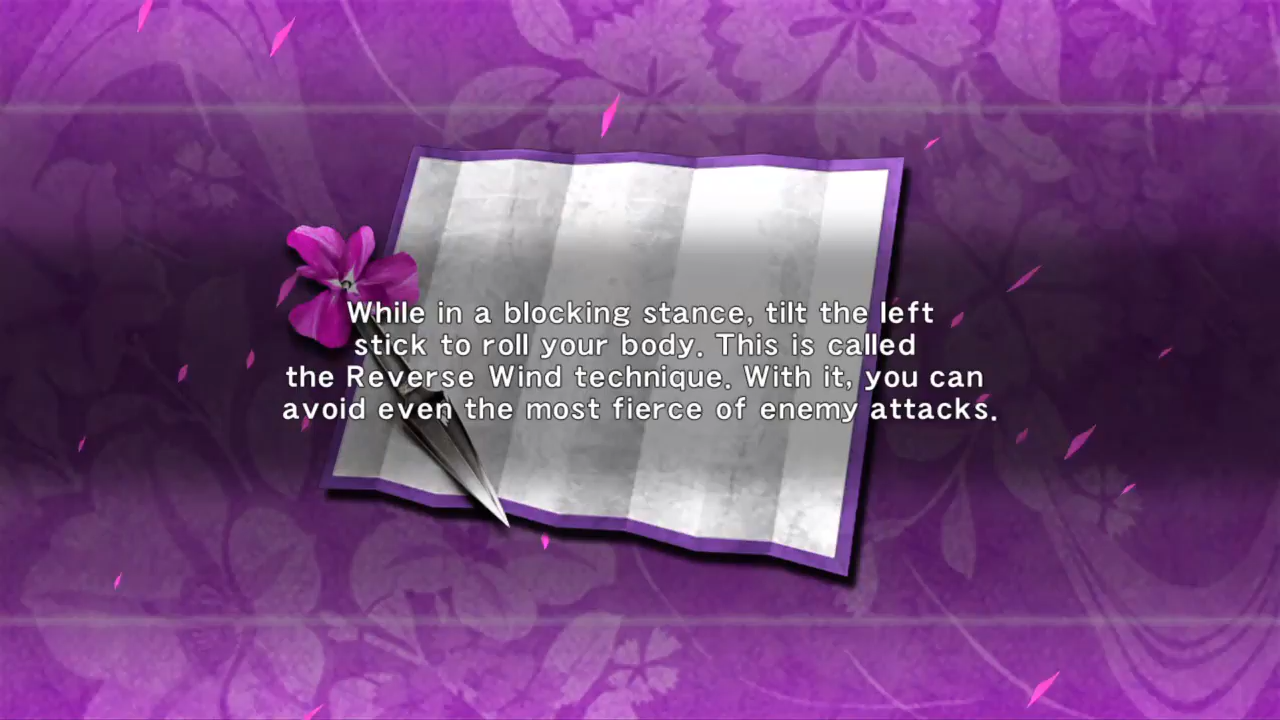 While in a blocking stance, tilt the left
stick to roll your body. This is called
the Reverse Wind technique. With it, you can
avoid even the most fierce of enemy attacks.